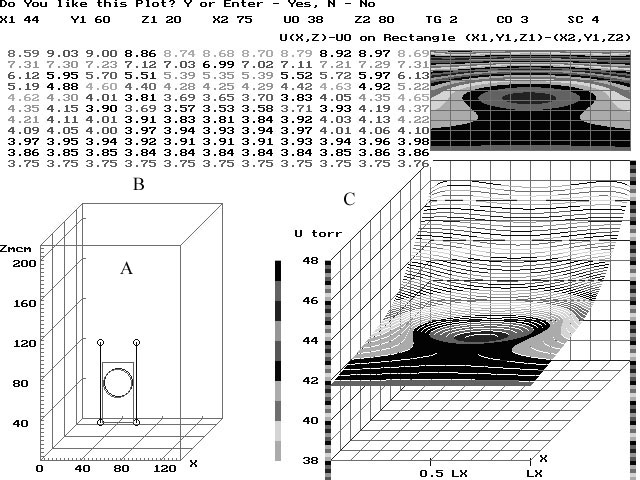 Do You like this Plot? Y or Enter - Yes, N - No
X1 44 Y1 60 Z1 20 X2 75 U0 38 Z2 80 TG 2 CO 3 SC 4
U(X,Z)-U0 on Rectangle (X1,Y1,Z1)-(X2,Y1,Z2)
8.59 9.03 9.00 8.86 8.74 8.68 8.70 8.79 8.92 8.97 8.69
7.31 7.30 7.23 7.12 7.03 6.99 7.02 7.11 7.21 7.29 7.31
6.12 5.95 5.70 5.51 5.39 5.35 5.39 5.52 5.72 5.97 6.13
5.19 4.88 4.60 4.40 4.28 4.25 4.29 4.42 4.63 4.92 5.22
4.62 4.30 4.01 3.81 3.69 3.65 3.70 3.83 4.05 4.35 4.65
4.35 4.15 3.90 3.69 3.57 3.53 3.58 3.71 3.93 4.19 4.37
4.21 4.11 4.01 3.91 3.83 3.81 3.84 3.92 4.03 4.13 4.22
4.09 4.05 4.00 3.97 3.94 3.93 3.94 3.97 4.01 4.06 4.10
3.97 3.95 3.94 3.92 3.91 3.91 3.91 3.93 3.94 3.96 3.98
3.86 3.85 3.85 3.84 3.84 3.84 3.84 3.84 3.85 3.86 3.86
3.75 3.75 3.75 3.75 3.75 3.75 3.75 3.75 3.75 3.75 3.76
B
A
C
Zмсм
200
160
120
80
40
0 40 80 120 X
U torr
48
46
44
42
40
38
0.5 LX LX
X